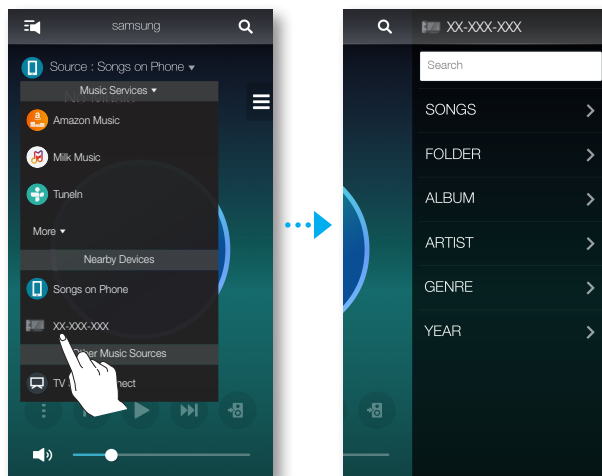 samsung
Source : Songs on Phone
Music Services
Amazon Music
Milk Music
TuneIn
More
Nearby Devices
Songs on Phone
XX-XXX-XXX
Other Music Sources
TV
XX-XXX-XXX
Search
SONGS
FOLDER
ALBUM
ARTIST
GENRE
YEAR